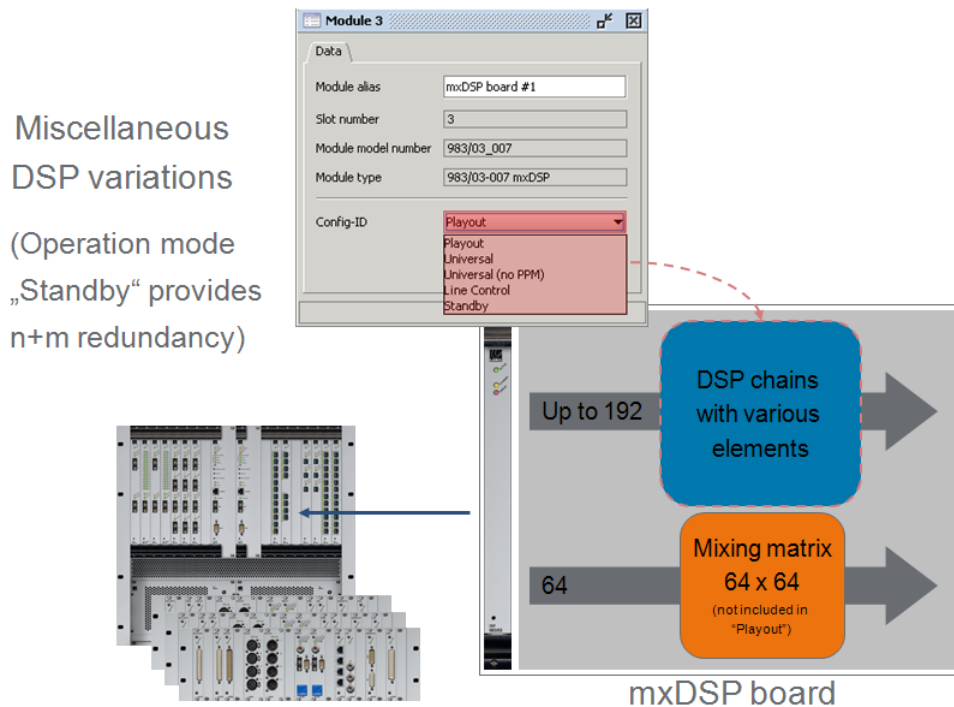 Module 3
Data
Module alias
mxDSP board #1
Slot number
3
Module model number
983/03_007
Module type
983/03-007 mxDSP
Config-ID
Playout
Playout
Universal
Universal (no PPM)
Line Control
Standby
Miscellaneous
DSP variations
(Operation mode
„Standby“ provides
n+m redundancy)
Up to 192
DSP chains
with various
elements
64
Mixing matrix
64 x 64
(not included in
“Playout”)
mxDSP board